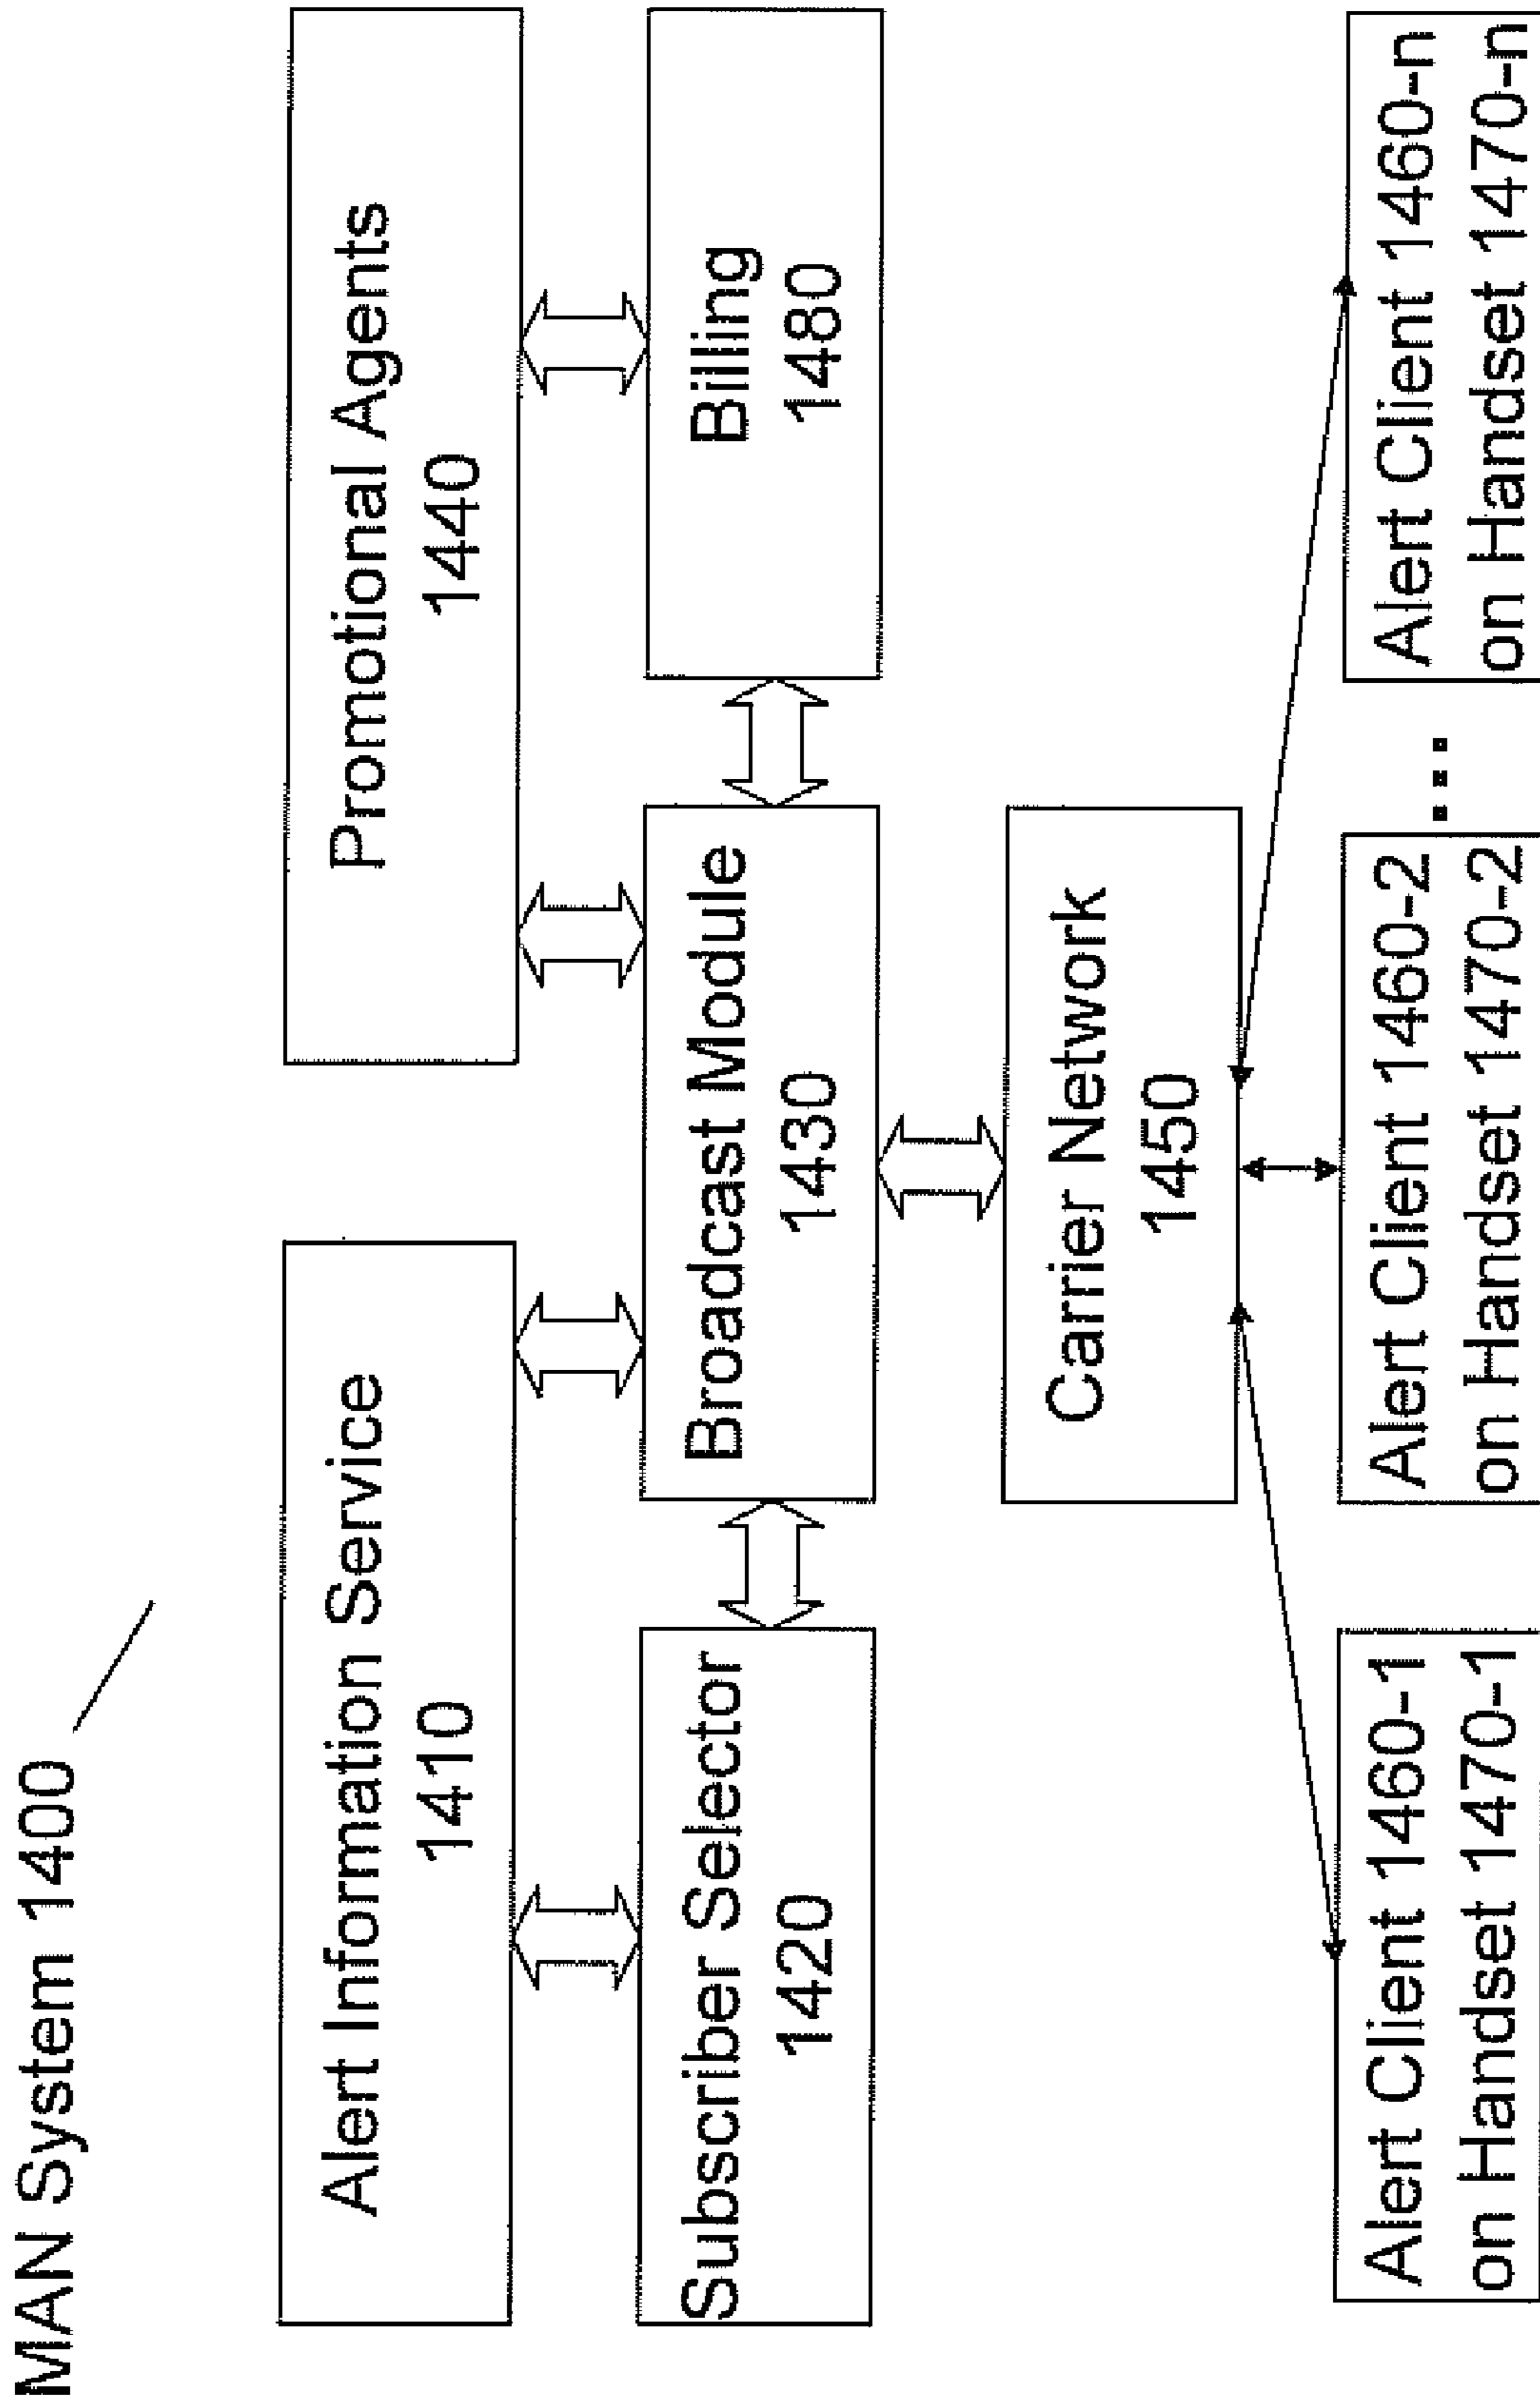 MAN System 1400
Alert Information Service
1410
Promotional Agents
1440
Subscriber Selector
1420
Broadcast Module
1430
Billing
1480
Carrier Network
1450
Alert Client 1460-1
on Handset 1470-1
Alert Client 1460-2
on Handset 1470-2
...
Alert Client 1460-n
on Handset 1470-n